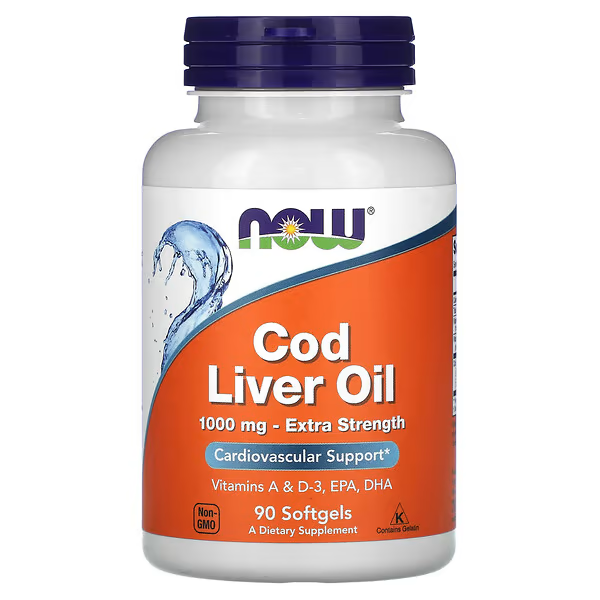 NOW®
Cod
Liver Oil
1000 mg - Extra Strength
Cardiovascular Support*
Vitamins A & D-3, EPA, DHA
90 Softgels
A Dietary Supplement
Non-
GMO
K
Contains Gelatin